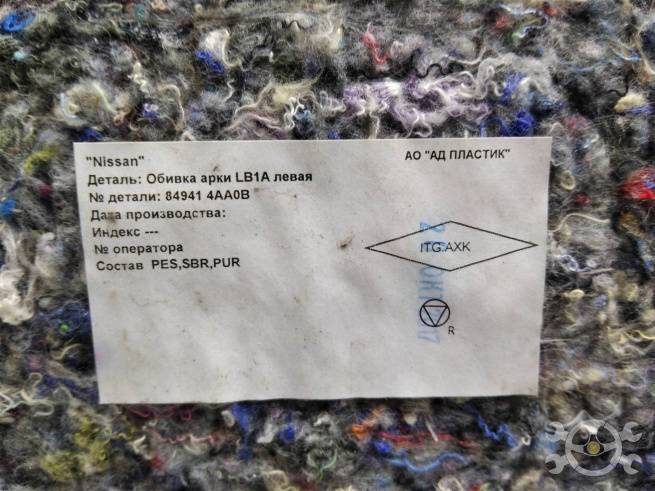 "Nissan"
АО "АД ПЛАСТИК"
Деталь: Обивка арки LB1A левая
№ детали: 84941 4AA0B
Дата производства:
Индекс ---
№ оператора
Состав PES,SBR,PUR
ITG.AXK
R